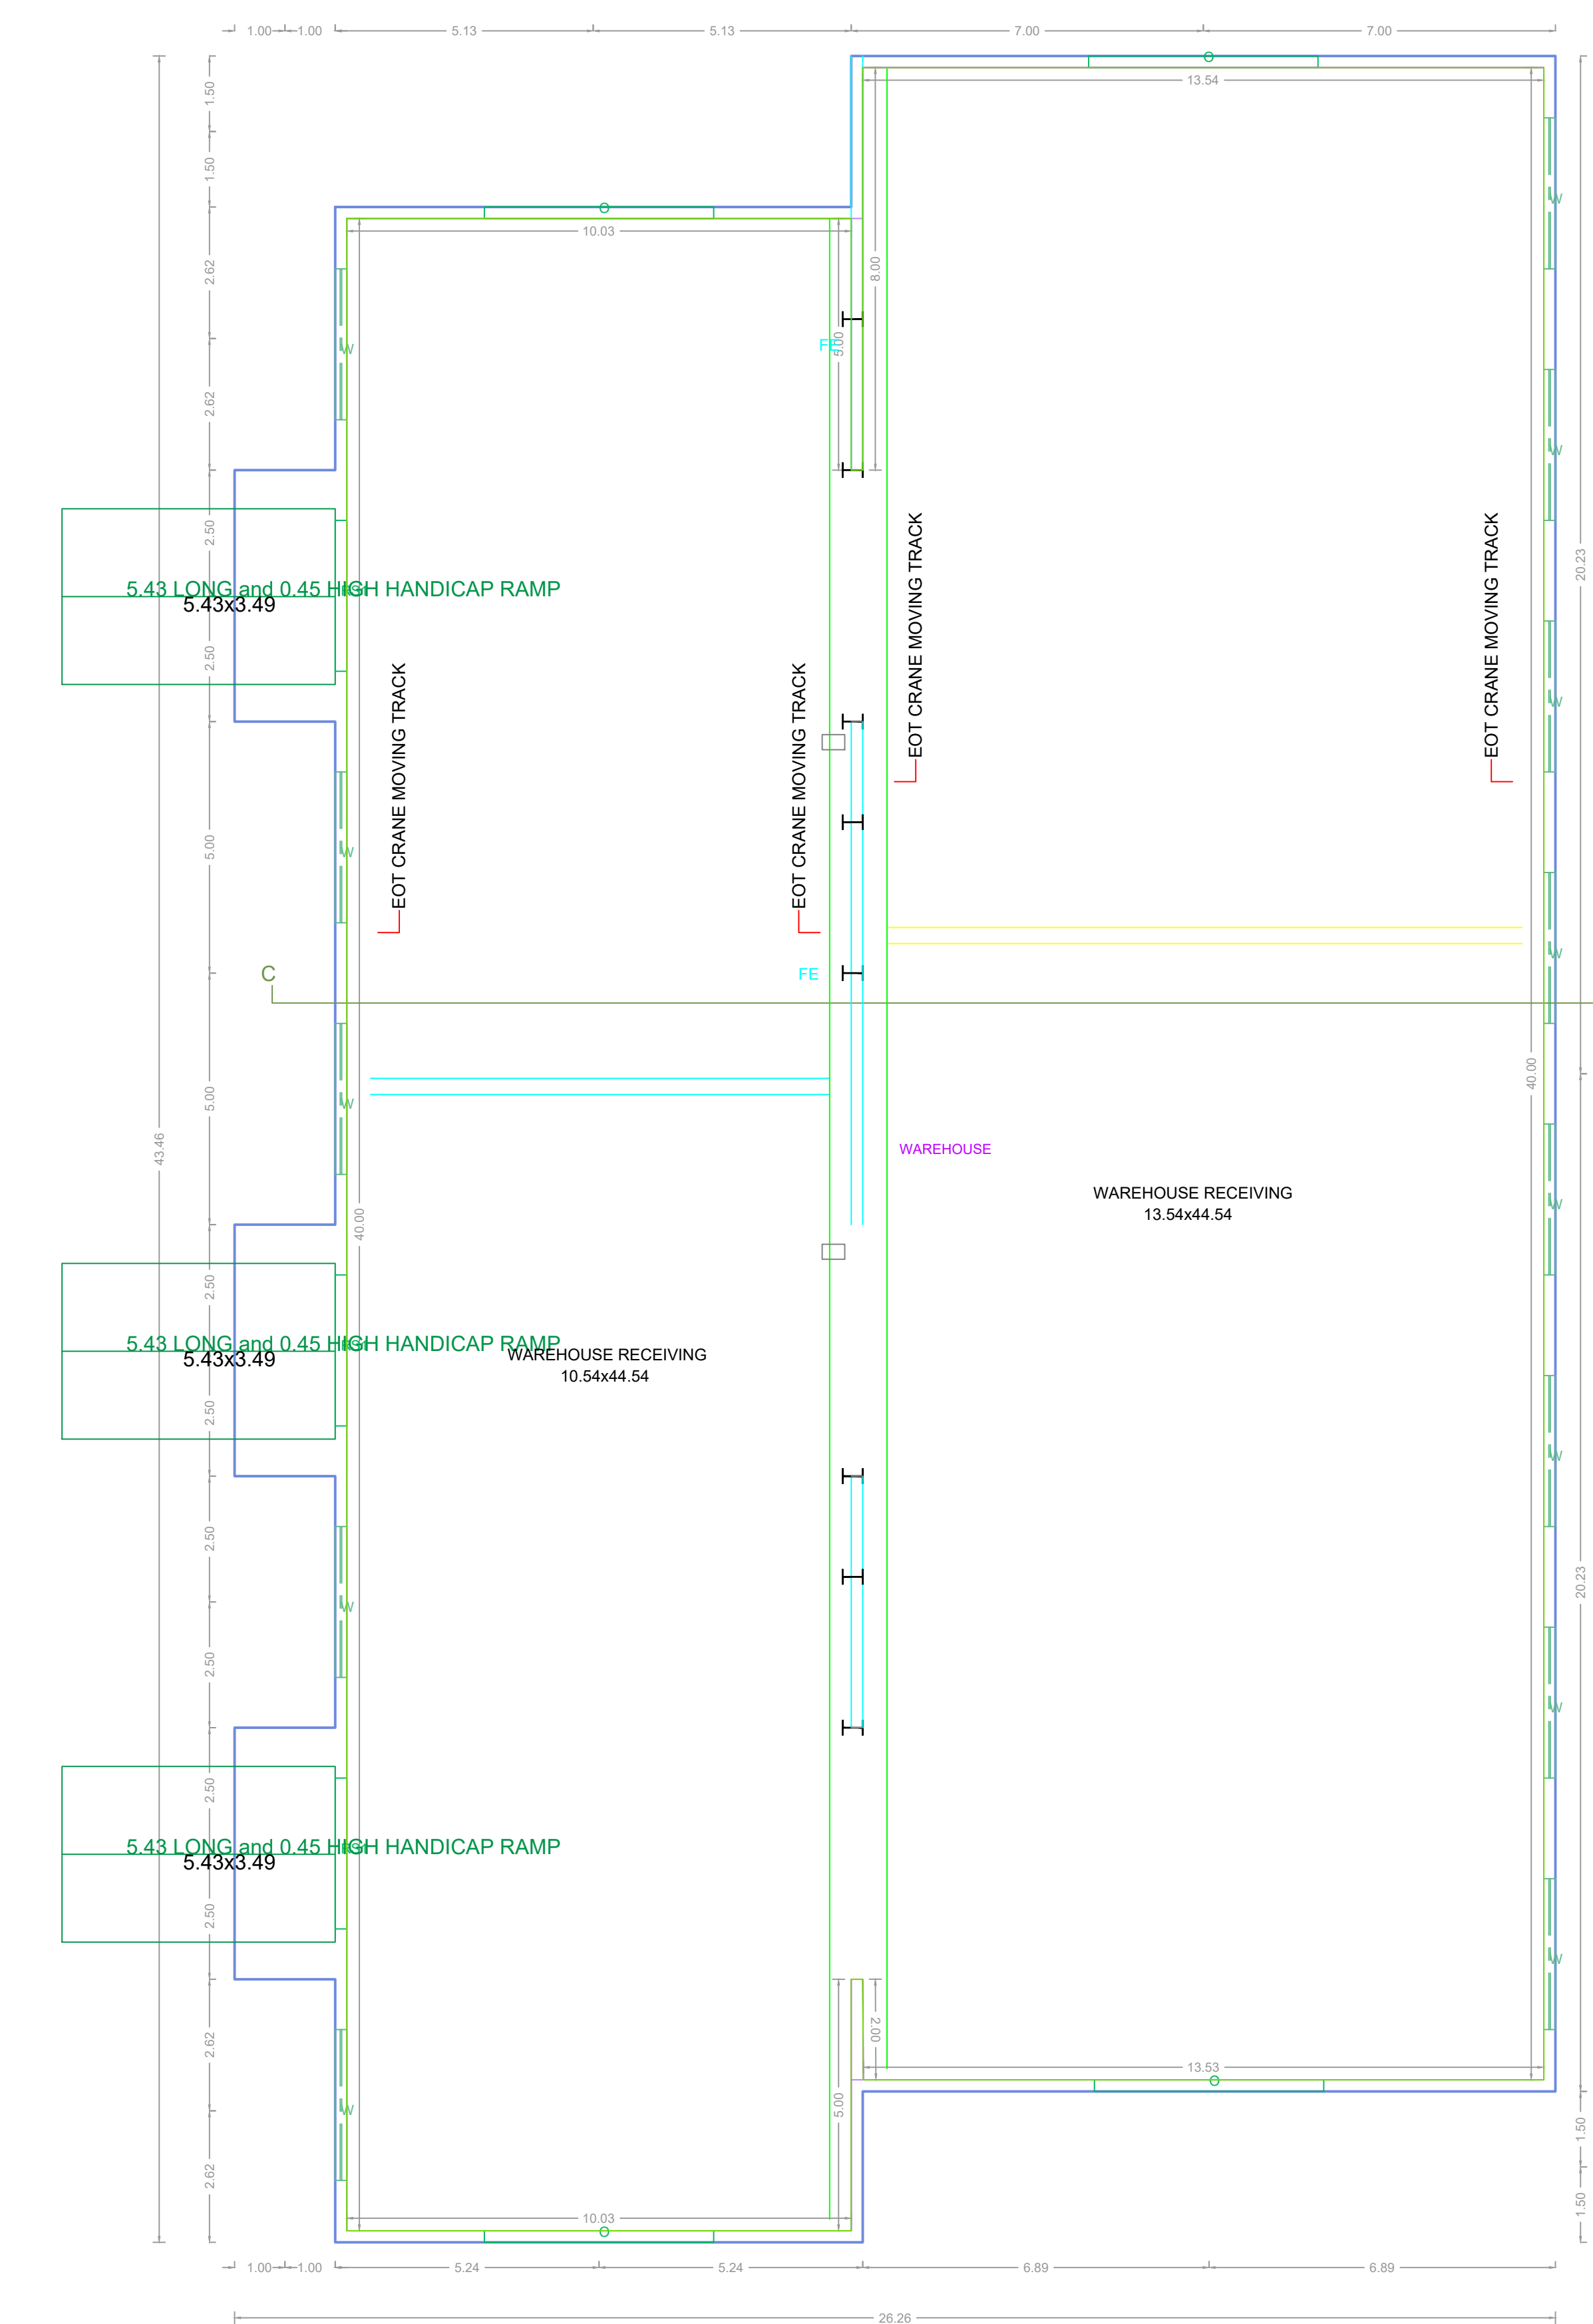 1.00
1.00
5.13
5.13
7.00
7.00
1.50
1.50
2.62
2.62
2.50
2.50
5.00
5.00
2.50
2.50
2.50
2.50
2.50
2.50
2.62
2.62
43.46
O
13.54
O
10.03
8.00
5.00
FE
W
W
W
W
W
W
W
W
W
W
W
W
W
20.23
20.23
1.50
1.50
5.43 LONG and 0.45 HIGH HANDICAP RAMP
5.43x3.49
EOT CRANE MOVING TRACK
EOT CRANE MOVING TRACK
EOT CRANE MOVING TRACK
EOT CRANE MOVING TRACK
C
FE
40.00
40.00
WAREHOUSE
WAREHOUSE RECEIVING
13.54x44.54
5.43 LONG and 0.45 HIGH HANDICAP RAMP
5.43x3.49
WAREHOUSE RECEIVING
10.54x44.54
5.43 LONG and 0.45 HIGH HANDICAP RAMP
5.43x3.49
2.00
5.00
13.53
O
10.03
O
1.00
1.00
5.24
5.24
6.89
6.89
26.26